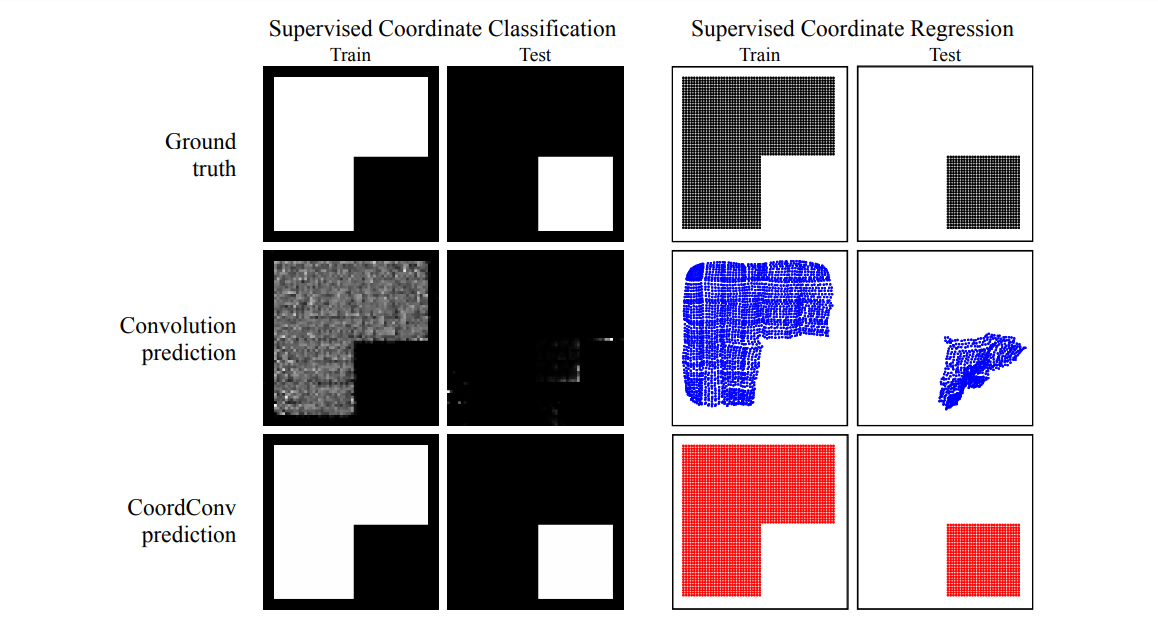 Supervised Coordinate Classification
Supervised Coordinate Regression
Train
Test
Train
Test
Ground
truth
Convolution
prediction
CoordConv
prediction